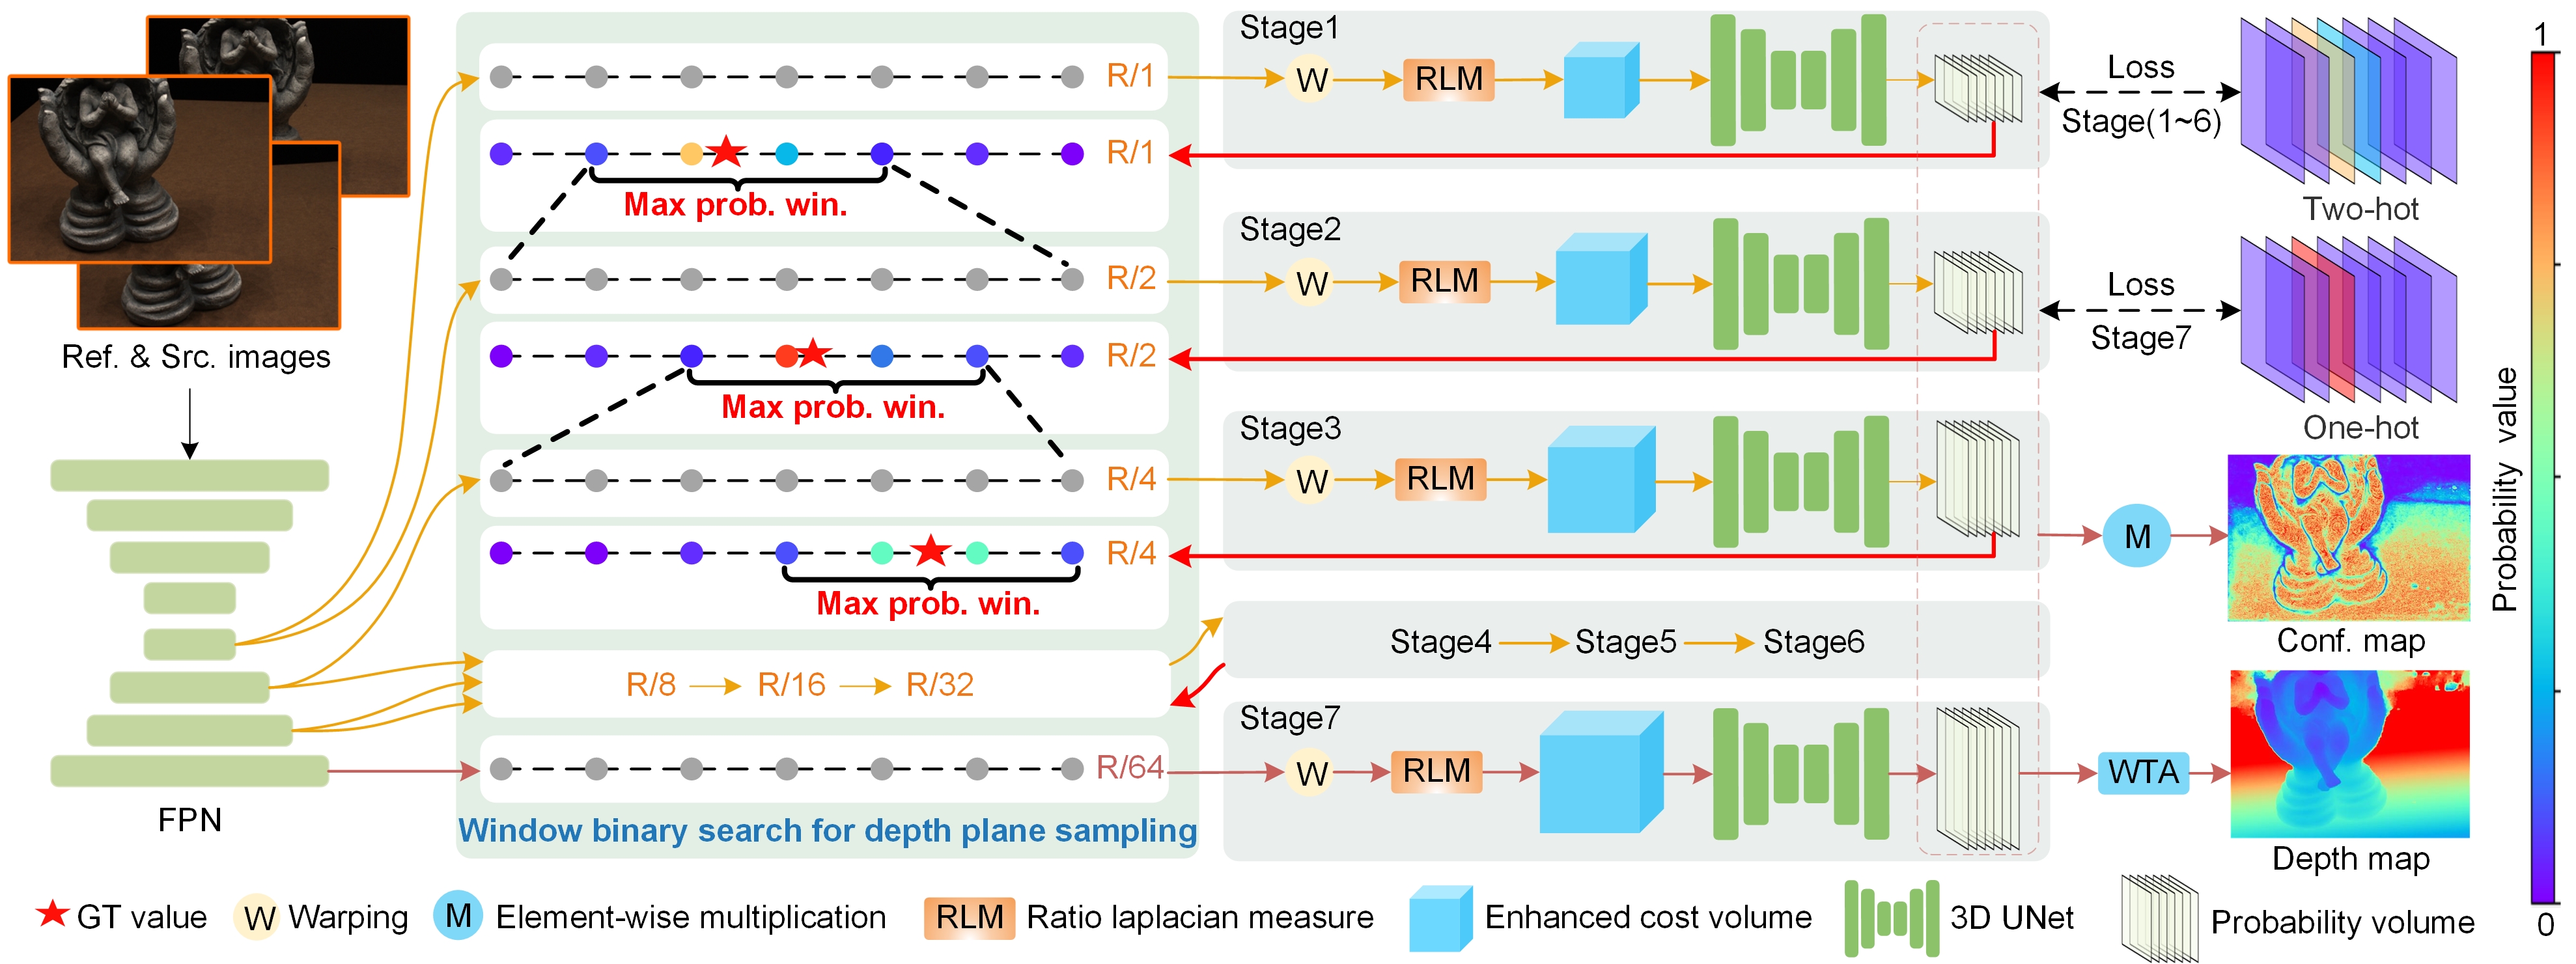 Ref. & Src. images
FPN
R/1
R/1
Max prob. win.
R/2
R/2
Max prob. win.
R/4
R/4
Max prob. win.
R/8
R/16
R/32
R/64
Window binary search for depth plane sampling
Stage1
W
RLM
Stage2
W
RLM
Stage3
W
RLM
Stage4
Stage5
Stage6
Stage7
W
RLM
Loss
Stage(1~6)
Two-hot
Loss
Stage7
One-hot
M
Conf. map
WTA
Depth map
1
Probability value
0
GT value
W Warping
M Element-wise multiplication
RLM Ratio laplacian measure
Enhanced cost volume
3D UNet
Probability volume